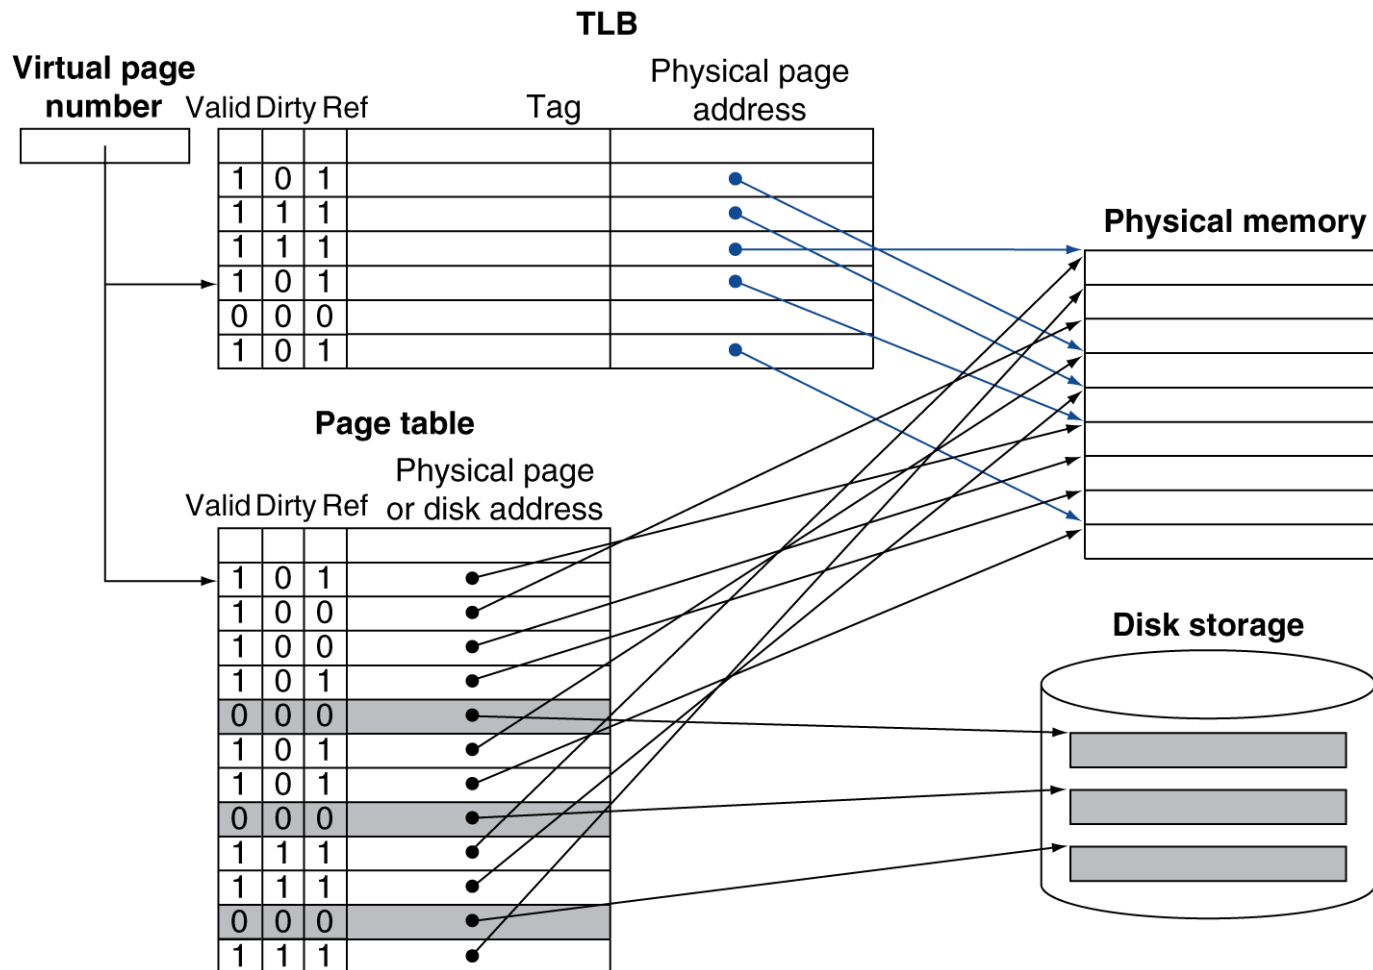 TLB
Virtual page
number
Valid Dirty Ref
Tag
Physical page
address
1 0 1
1 1 1
1 1 1
1 0 1
0 0 0
1 0 1
Physical memory
Page table
Physical page
or disk address
Valid Dirty Ref
1 0 1
1 0 0
1 0 0
1 0 1
0 0 0
1 0 1
1 0 1
0 0 0
1 1 1
1 1 1
0 0 0
1 1 1
Disk storage